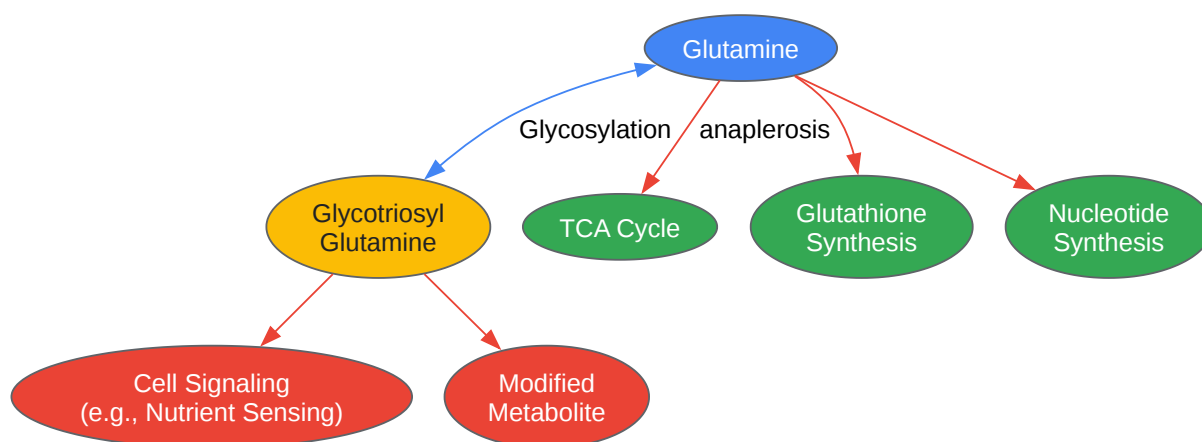 Glutamine
Glycosylation
anaplerosis
Glycotriosyl
Glutamine
TCA Cycle
Glutathione
Synthesis
Nucleotide
Synthesis
Cell Signaling
(e.g., Nutrient Sensing)
Modified
Metabolite